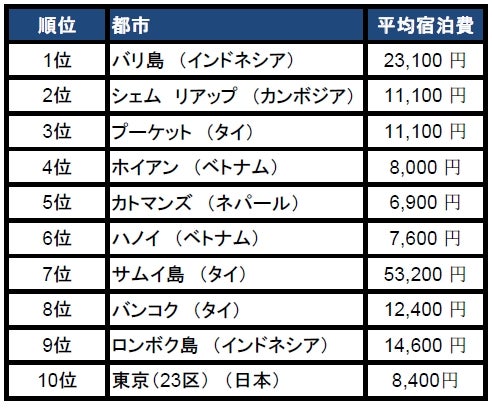 順位 都市 平均宿泊費
1位 バリ島 （インドネシア） 23,100 円
2位 シェム リアップ （カンボジア） 11,100 円
3位 プーケット （タイ） 11,100 円
4位 ホイアン （ベトナム） 8,000 円
5位 カトマンズ （ネパール） 6,900 円
6位 ハノイ （ベトナム） 7,600 円
7位 サムイ島 （タイ） 53,200 円
8位 バンコク （タイ） 12,400 円
9位 ロンボク島 （インドネシア） 14,600 円
10位 東京（23区） （日本） 8,400円